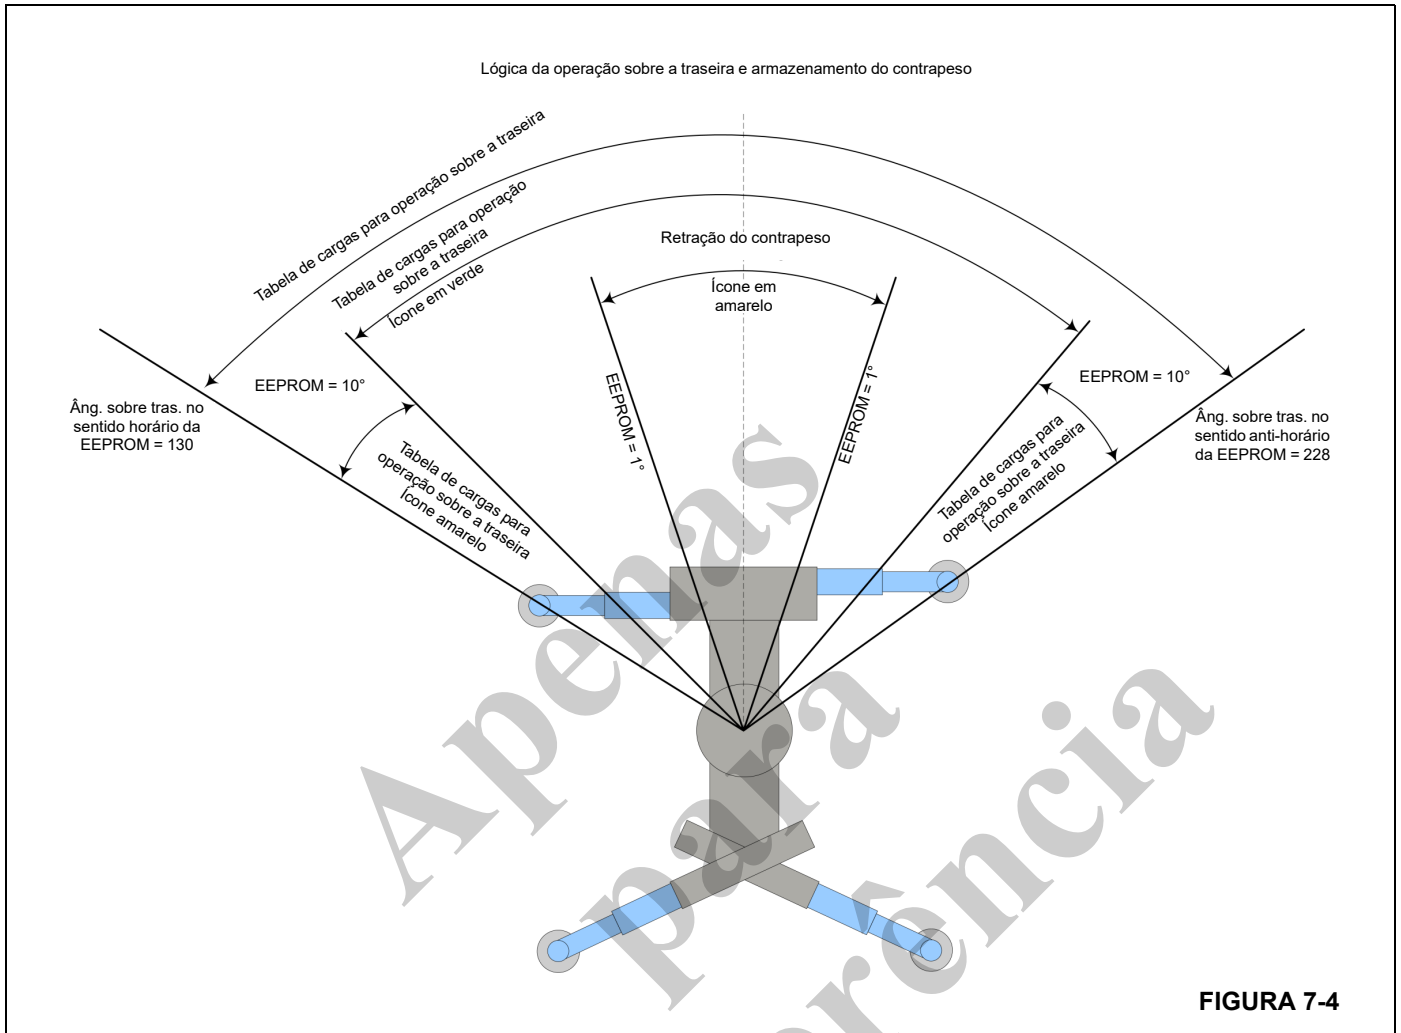 Lógica da operação sobre a traseira e armazenamento do contrapeso
Tabela de cargas para operação sobre a traseira
Tabela de cargas para operação
sobre a traseira
Ícone em verde
Retração do contrapeso
Ícone em
amarelo
EEPROM = 10°
EEPROM = 10°
Âng. sobre tras. no
sentido horário da
EEPROM = 130
Âng. sobre tras. no
sentido anti-horário
da EEPROM = 228
EEPROM = 1°
EEPROM = 1°
Tabela de cargas para
operação sobre a traseira
Ícone amarelo
Tabela de cargas para
operação sobre a traseira
Ícone amarelo
Apenas
para
FIGURA 7-4